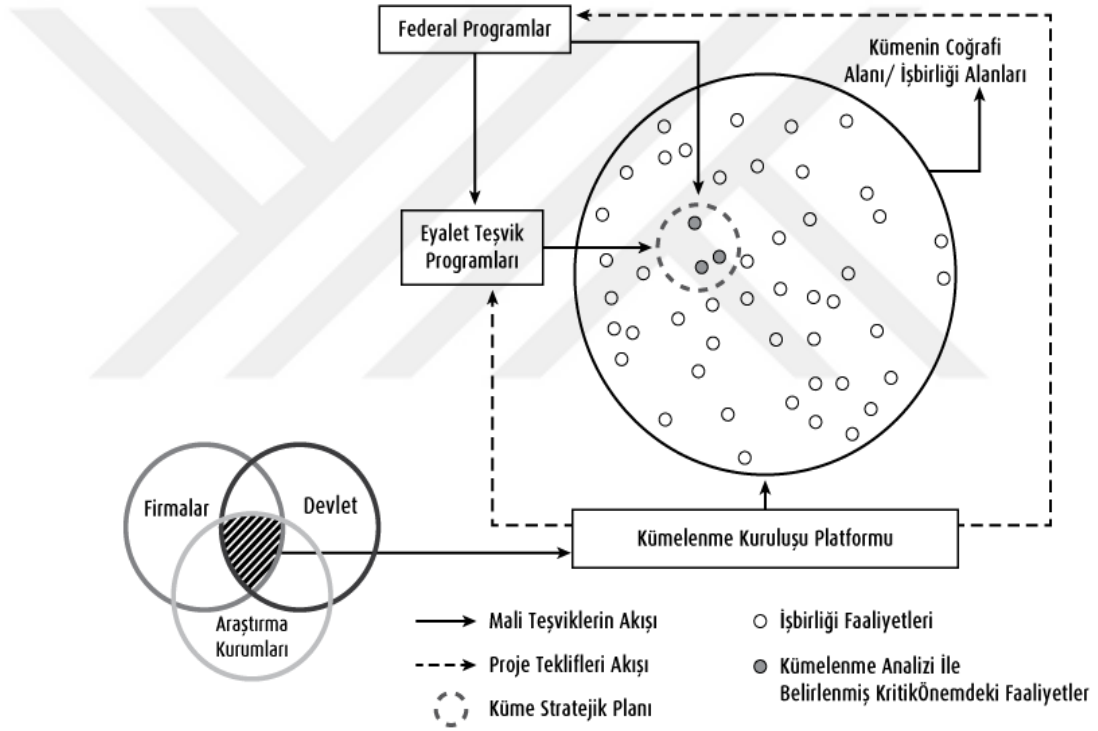 Federal Programlar
Kümenin Coğrafi
Alanı/ İşbirliği Alanları
Eyalet Teşvik
Programları
Firmalar
Devlet
Araştırma
Kurumları
Kümelenme Kuruluşu Platformu
Mali Teşviklerin Akışı
Proje Teklifleri Akışı
Küme Stratejik Planı
İşbirliği Faaliyetleri
Kümelenme Analizi İle
Belirlenmiş KritikÖnemdeki Faaliyetler